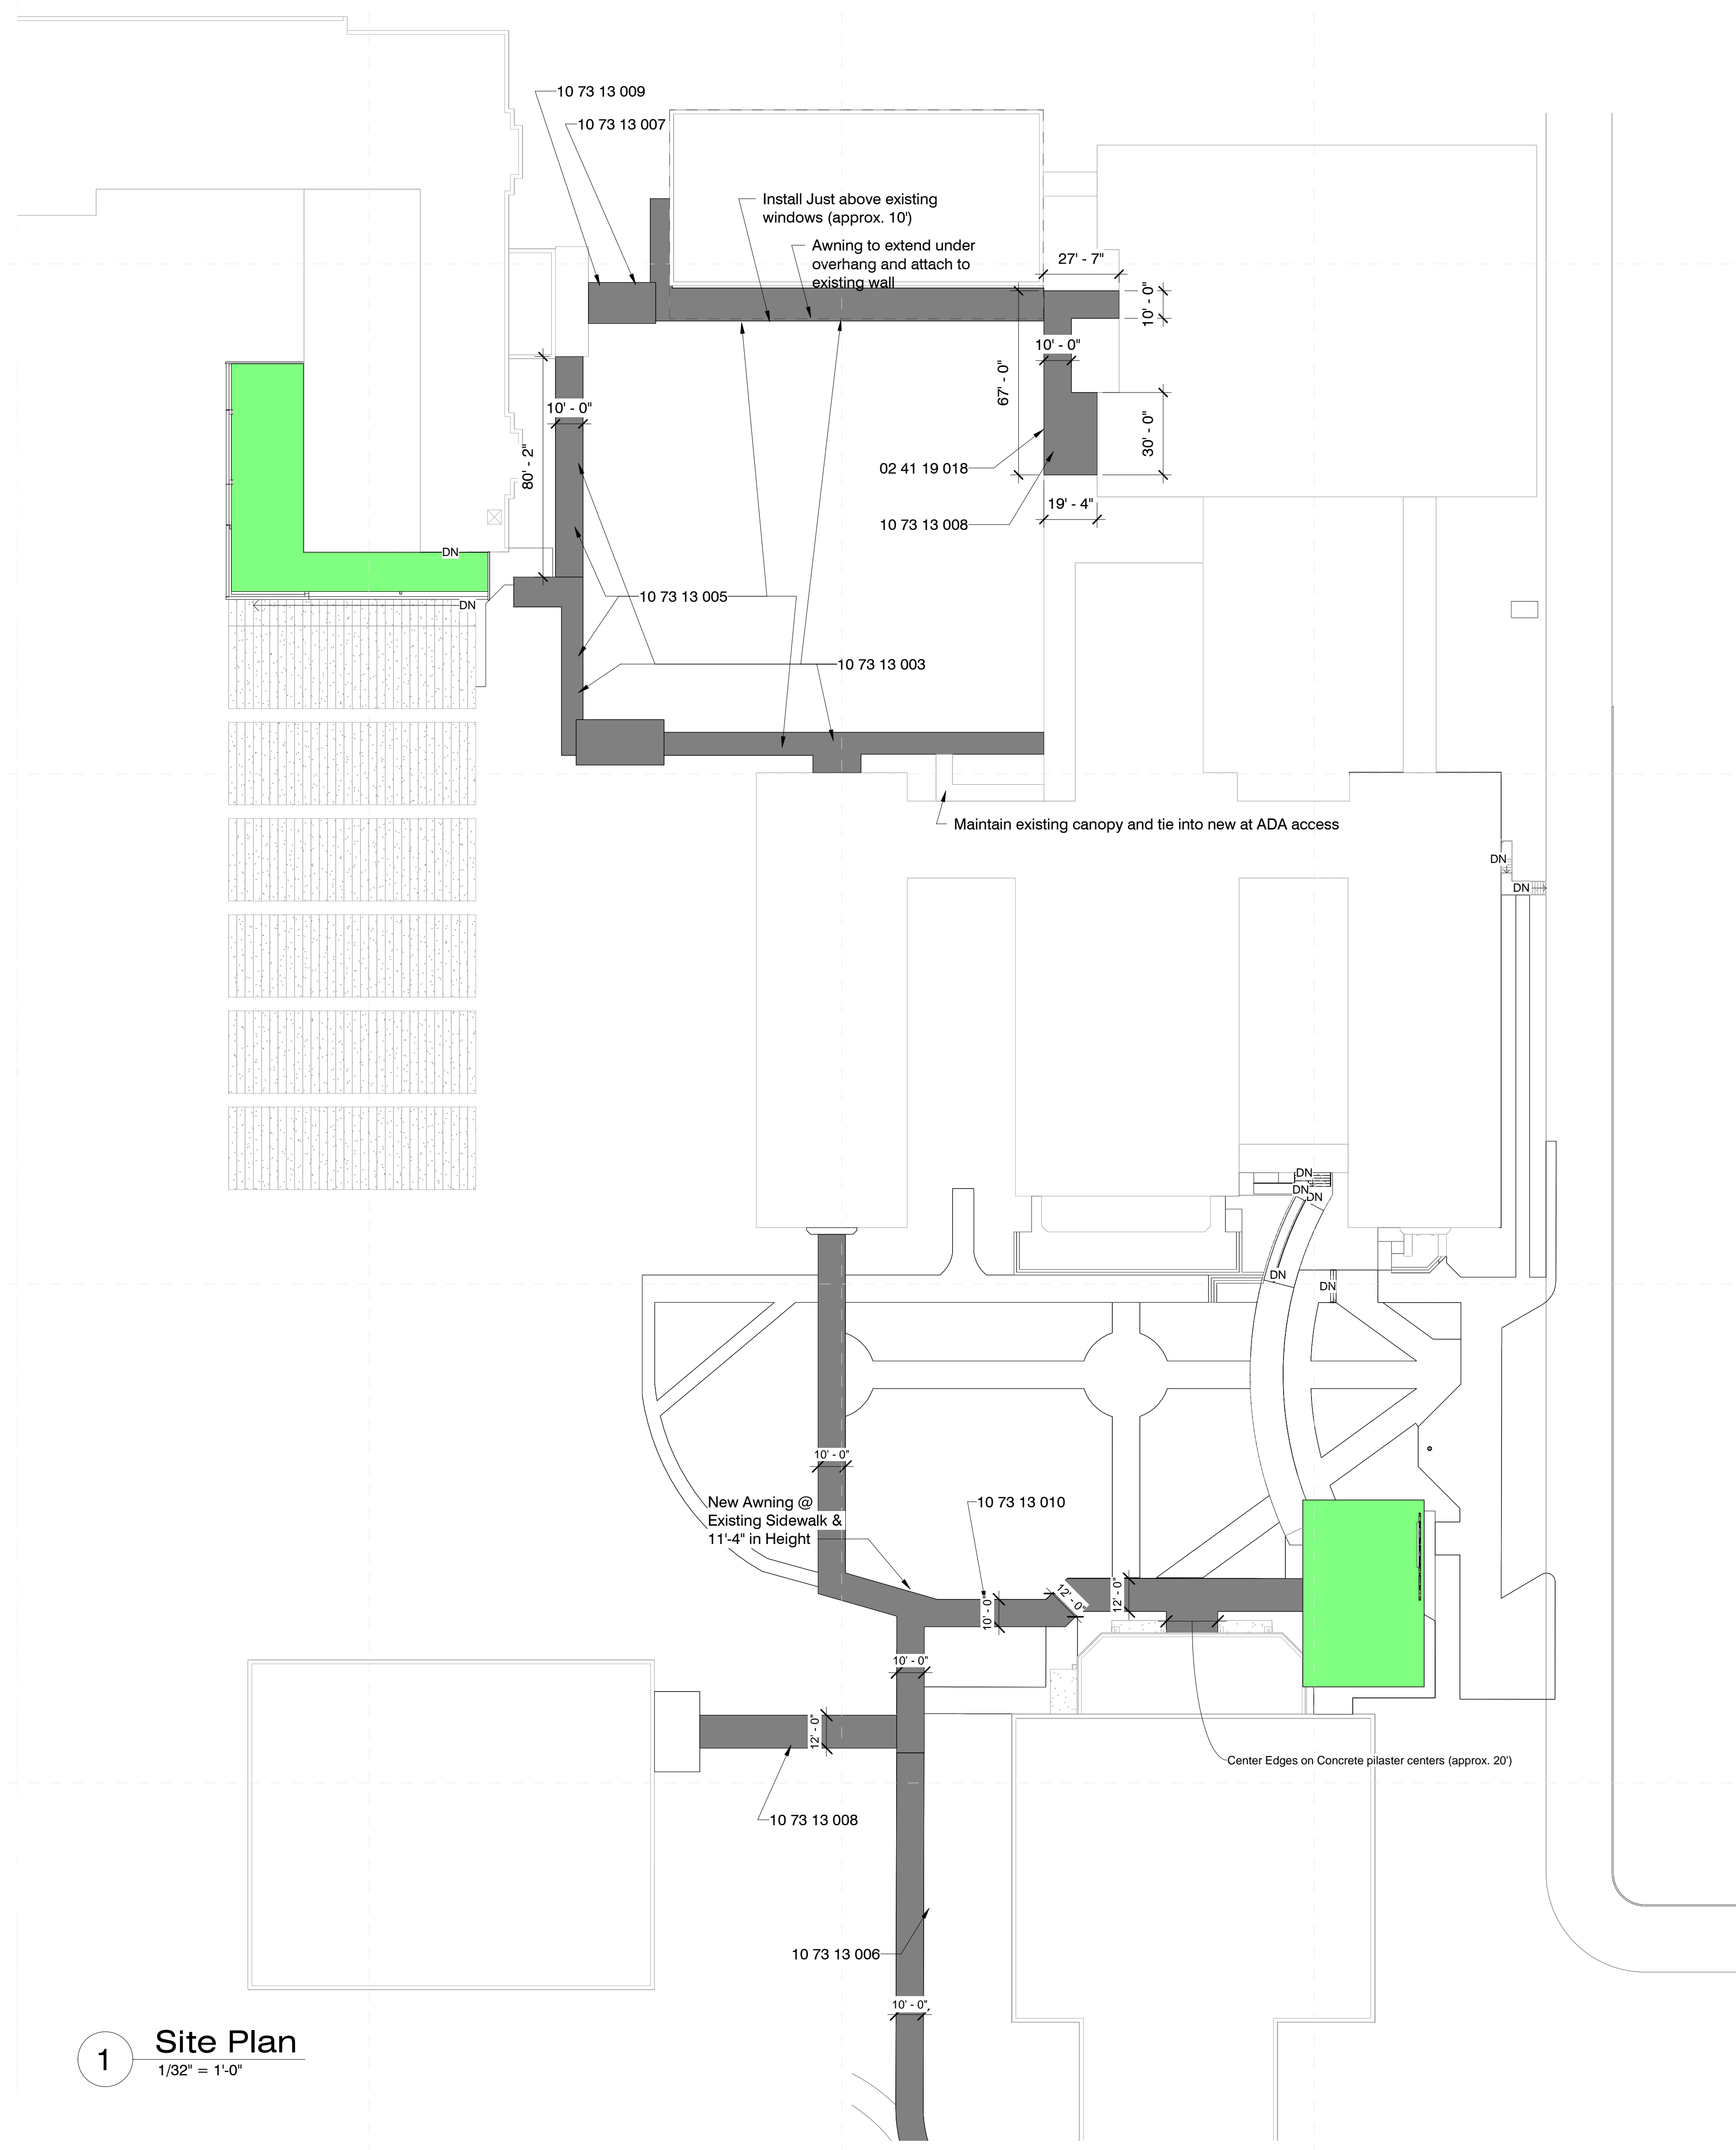 10 73 13 009
10 73 13 007
Install Just above existing
windows (approx. 10')
Awning to extend under
overhang and attach to
existing wall
27' - 7"
10' - 0"
10' - 0"
67' - 0"
30' - 0"
10' - 0"
80' - 2"
02 41 19 018
19' - 4"
10 73 13 008
DN
DN
10 73 13 005
10 73 13 003
Maintain existing canopy and tie into new at ADA access
DN
DN
DN
DN
DN
DN
DN
10' - 0"
New Awning @
Existing Sidewalk &
11'-4" in Height
10 73 13 010
10' - 0"
12' - 0"
12' - 0"
10' - 0"
12' - 0"
Center Edges on Concrete pilaster centers (approx. 20')
10 73 13 008
10 73 13 006
10' - 0"
1
Site Plan
1/32" = 1'-0"